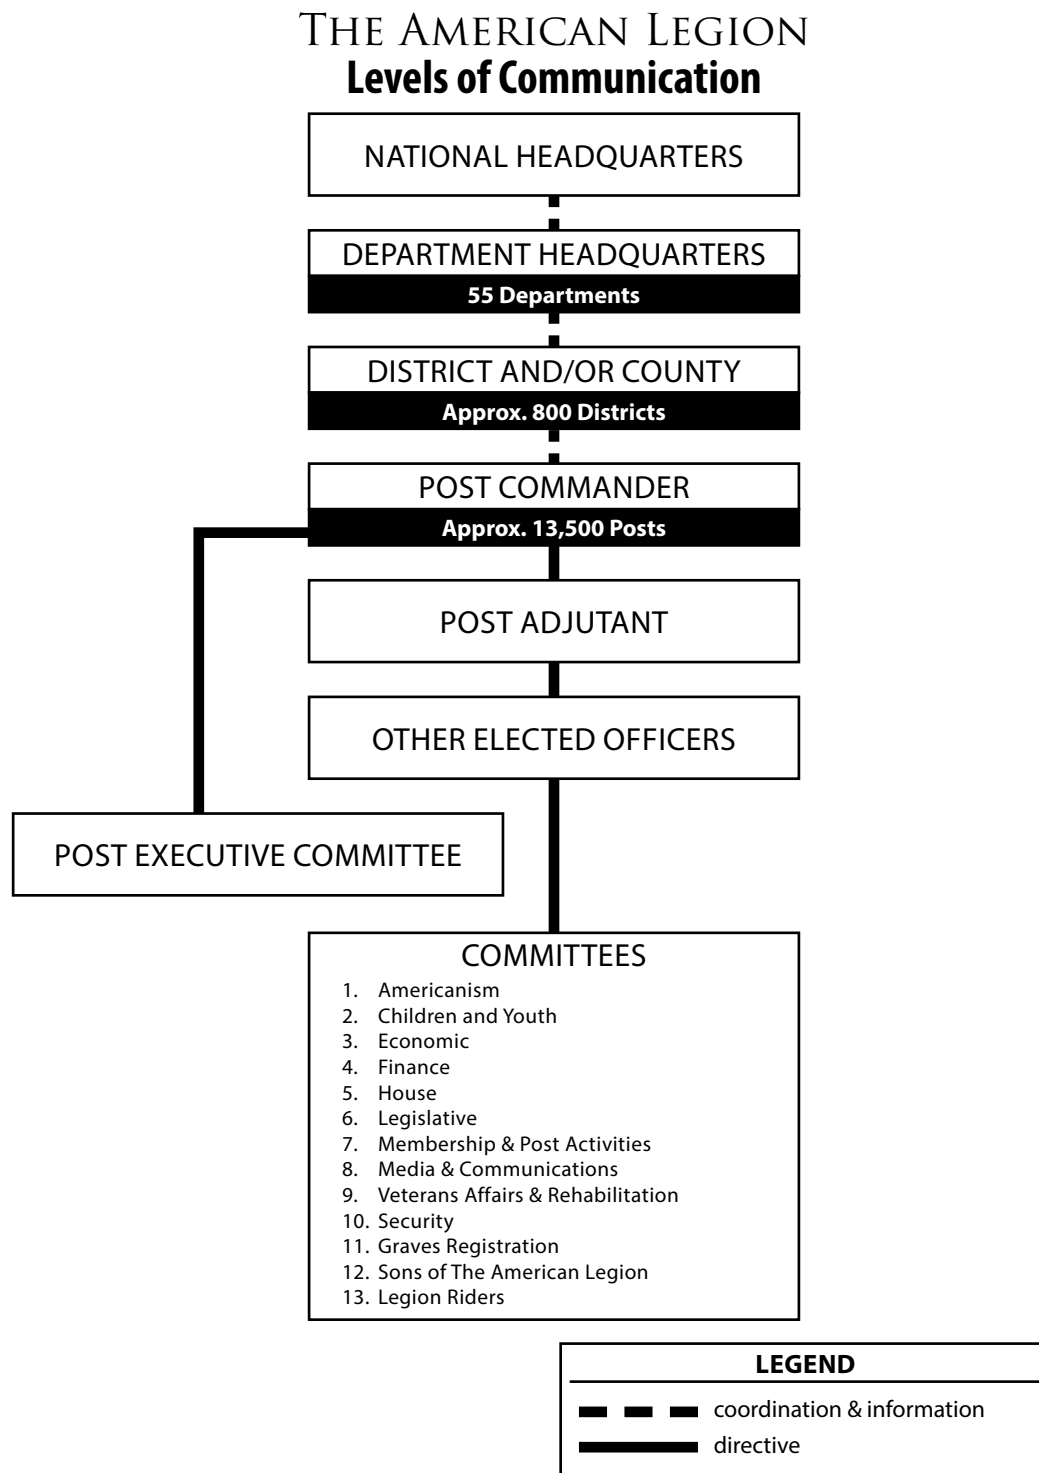 THE AMERICAN LEGION
Levels of Communication
NATIONAL HEADQUARTERS
DEPARTMENT HEADQUARTERS
55 Departments
DISTRICT AND/OR COUNTY
Approx. 800 Districts
POST COMMANDER
Approx. 13,500 Posts
POST ADJUTANT
OTHER ELECTED OFFICERS
POST EXECUTIVE COMMITTEE
COMMITTEES
1. Americanism
2. Children and Youth
3. Economic
4. Finance
5. House
6. Legislative
7. Membership & Post Activities
8. Media & Communications
9. Veterans Affairs & Rehabilitation
10. Security
11. Graves Registration
12. Sons of The American Legion
13. Legion Riders
LEGEND
coordination & information
directive